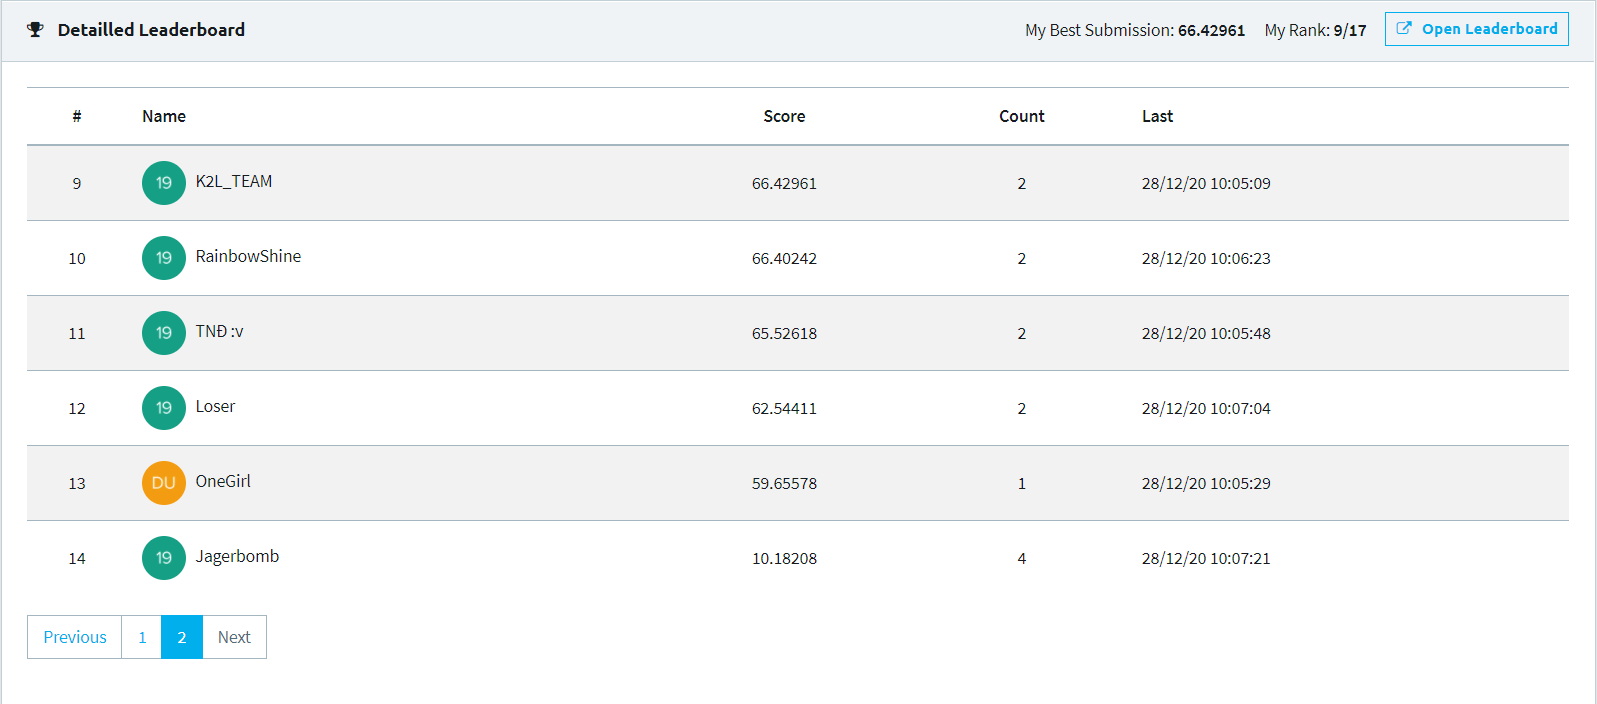 Detailled Leaderboard My Best Submission: 66.42961 My Rank: 9/17 Open Leaderboard
# Name Score Count Last
9 19 K2L_TEAM 66.42961 2 28/12/20 10:05:09
10 19 RainbowShine 66.40242 2 28/12/20 10:06:23
11 19 TNĐ :v 65.52618 2 28/12/20 10:05:48
12 19 Loser 62.54411 2 28/12/20 10:07:04
13 DU OneGirl 59.65578 1 28/12/20 10:05:29
14 19 Jagerbomb 10.18208 4 28/12/20 10:07:21
Previous 1 2 Next